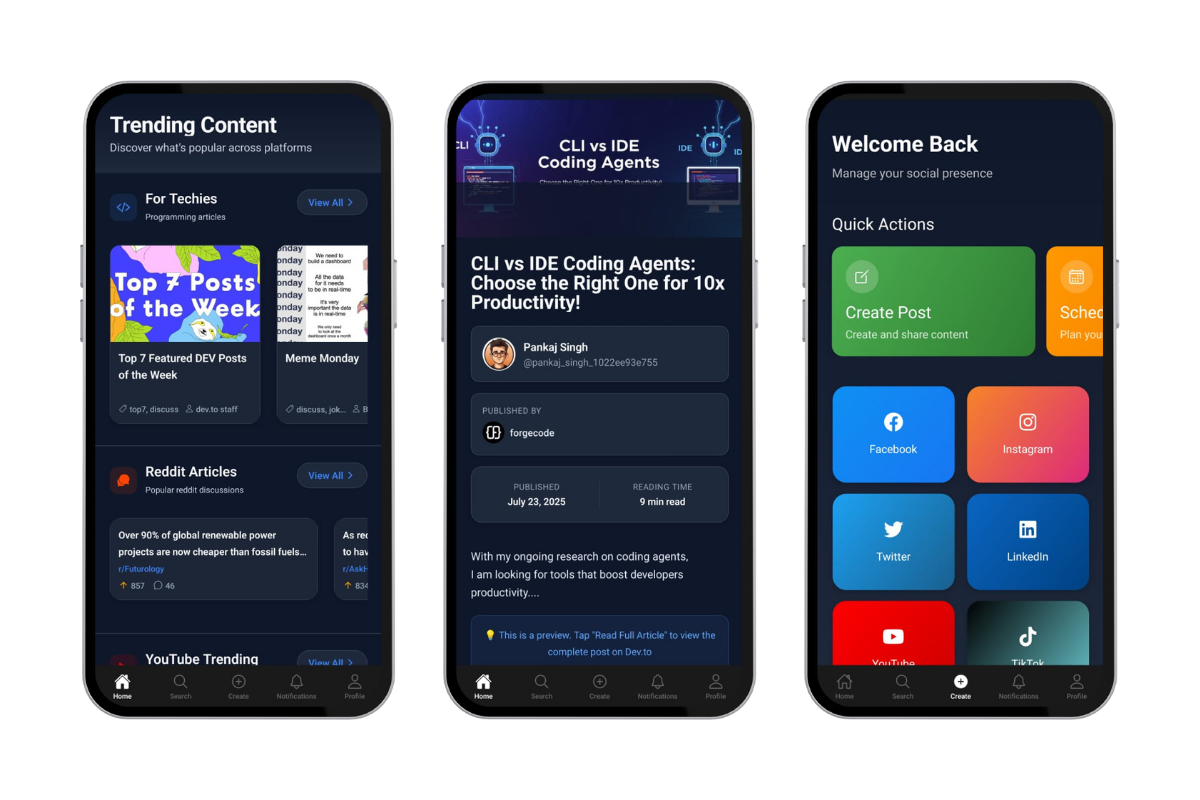 Trending Content
Discover what's popular across platforms
For Techies
Programming articles
View All >
Top 7 Posts
of the Week
Top 7 Featured DEV Posts
of the Week
top7, discuss
dev.to staff
onday
onday
onday
onday
onday
onday
onday
We need to
build a dashboard
All the data
for it needs
to be in real-time
It's very
important the data
is in real-time
We only need
to look at the
dashboard once a month
Meme Monday
discuss, jok...
B
Reddit Articles
Popular reddit discussions
View All >
Over 90% of global renewable power
projects are now cheaper than fossil fuels...
r/Futurology
857
46
As rec
to hav
r/AskH
834
YouTube Trending
View All >
Home
Search
Create
Notifications
Profile
CLI
CLI vs IDE
Coding Agents
Choose the Right One for 10x Productivity!
IDE
ID
CLI vs IDE Coding Agents:
Choose the Right One for 10x
Productivity!
Pankaj Singh
@pankaj_singh_1022ee93e755
PUBLISHED BY
forgecode
PUBLISHED
July 23, 2025
READING TIME
9 min read
With my ongoing research on coding agents,
I am looking for tools that boost developers
productivity....
💡 This is a preview. Tap "Read Full Article" to view the
complete post on Dev.to
Home
Search
Create
Notifications
Profile
Welcome Back
Manage your social presence
Quick Actions
Create Post
Create and share content
Sched
Plan you
Facebook
Instagram
Twitter
LinkedIn
YouTube
TikTok
Home
Search
Create
Notifications
Profile